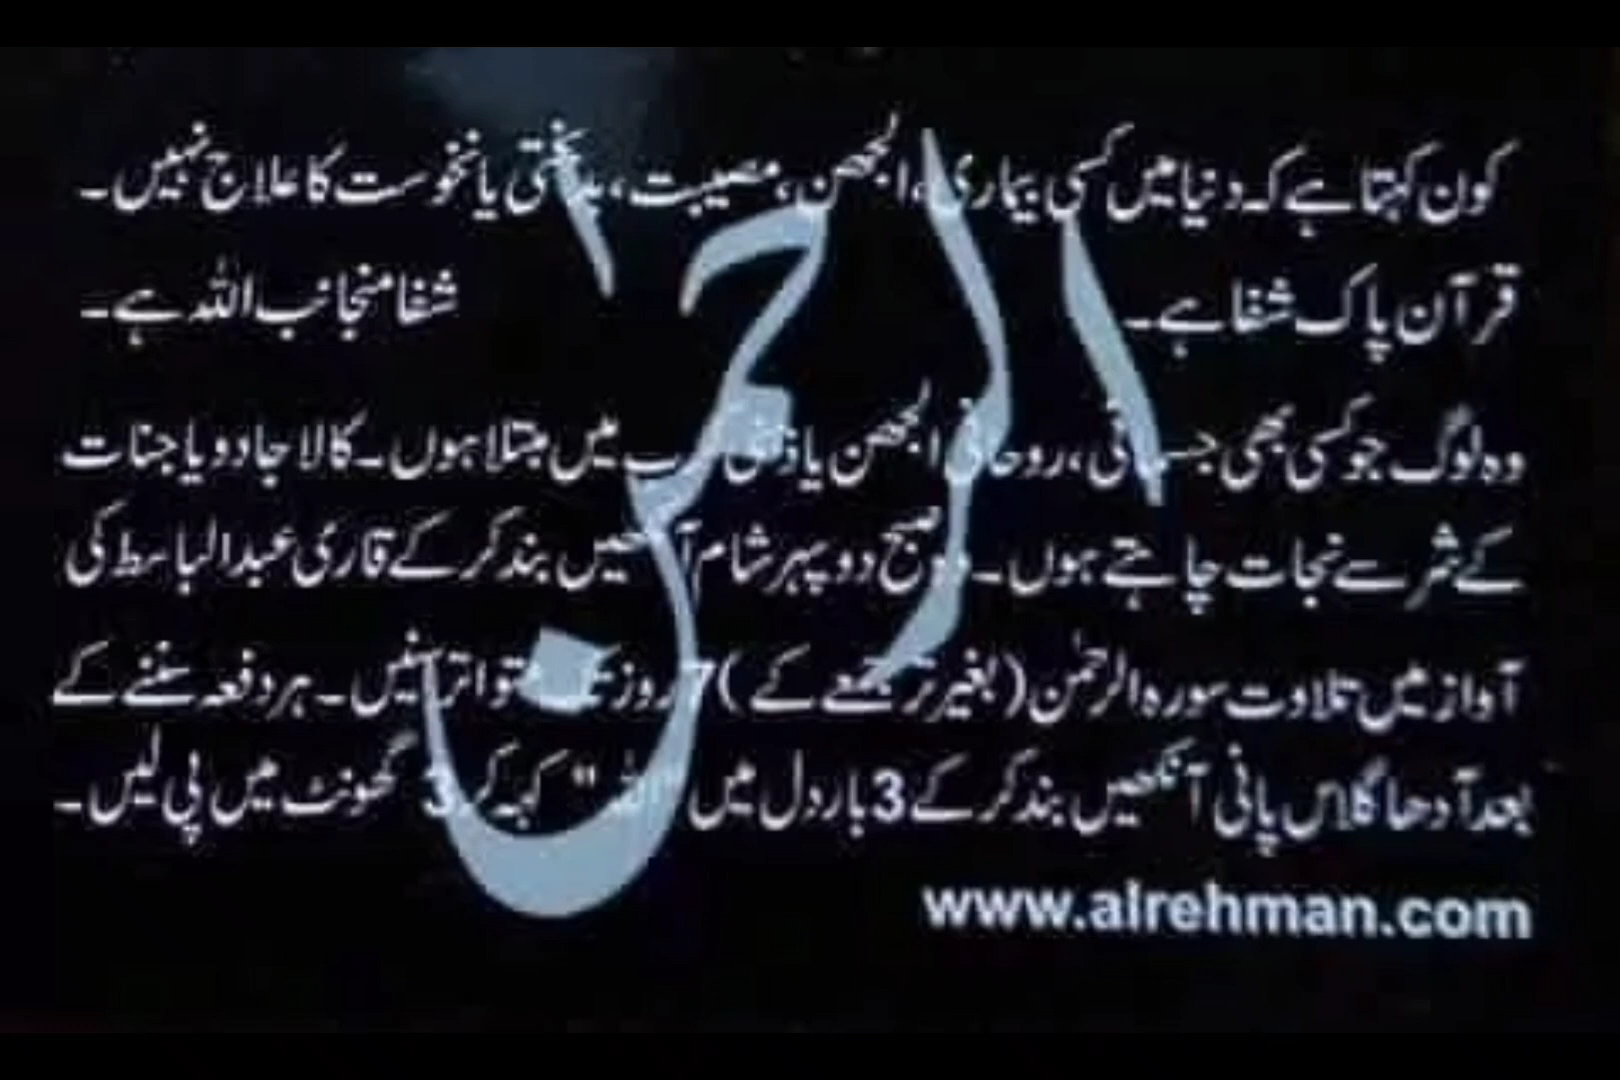 کون کہتا ہے کہ دنیا میں کسی بیماری، الجھن، مصیبت، بدبختی یا نحوست کا علاج نہیں۔
قرآن پاک شفا ہے۔ شفا منجانب اللہ ہے۔
وہ لوگ جو کسی بھی جسمانی، روحانی الجھن یا ذہنی کرب میں مبتلا ہوں۔ کالا جادو یا جنات
کے شر سے نجات چاہتے ہوں۔ صبح دوپہر شام آنکھیں بند کر کے قاری عبدالباسط کی
آواز میں تلاوت سورہ الرحمٰن (بغیر ترجمے کے) 7 روز تک متواتر سنیں۔ ہر دفعہ سننے کے
بعد آدھا گلاس پانی آنکھیں بند کر کے 3 بار دل میں "اللہ" کہہ کر 3 گھونٹ میں پی لیں۔
الرحمٰن
www.alrehman.com